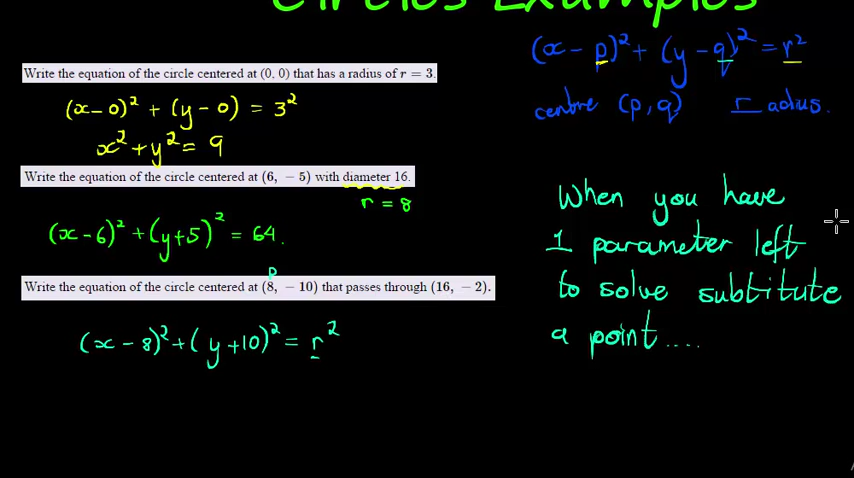 Circles Examples
(x - p)² + (y - q)² = r²
centre (p, q) radius.
Write the equation of the circle centered at (0, 0) that has a radius of r = 3.
(x - 0)² + (y - 0) = 3²
x² + y² = 9
Write the equation of the circle centered at (6, -5) with diameter 16.
r = 8
(x - 6)² + (y + 5)² = 64.
p
Write the equation of the circle centered at (8, -10) that passes through (16, -2).
(x - 8)² + (y + 10)² = r²
When you have
1 parameter left
to solve subtitute
a point....